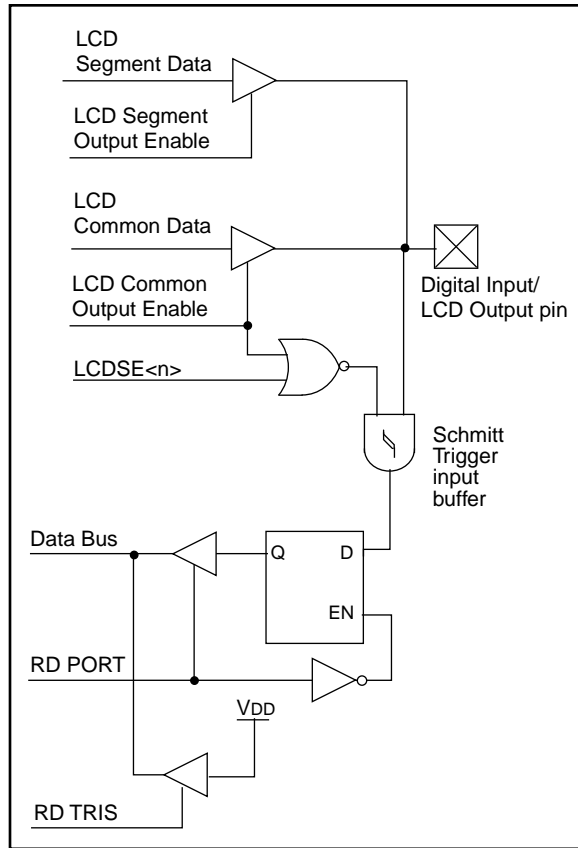 LCD
Segment Data
LCD Segment
Output Enable
LCD
Common Data
LCD Common
Output Enable
Digital Input/
LCD Output pin
LCDSE<n>
Schmitt
Trigger
input
buffer
Data Bus
Q
D
EN
RD PORT
VDD
RD TRIS